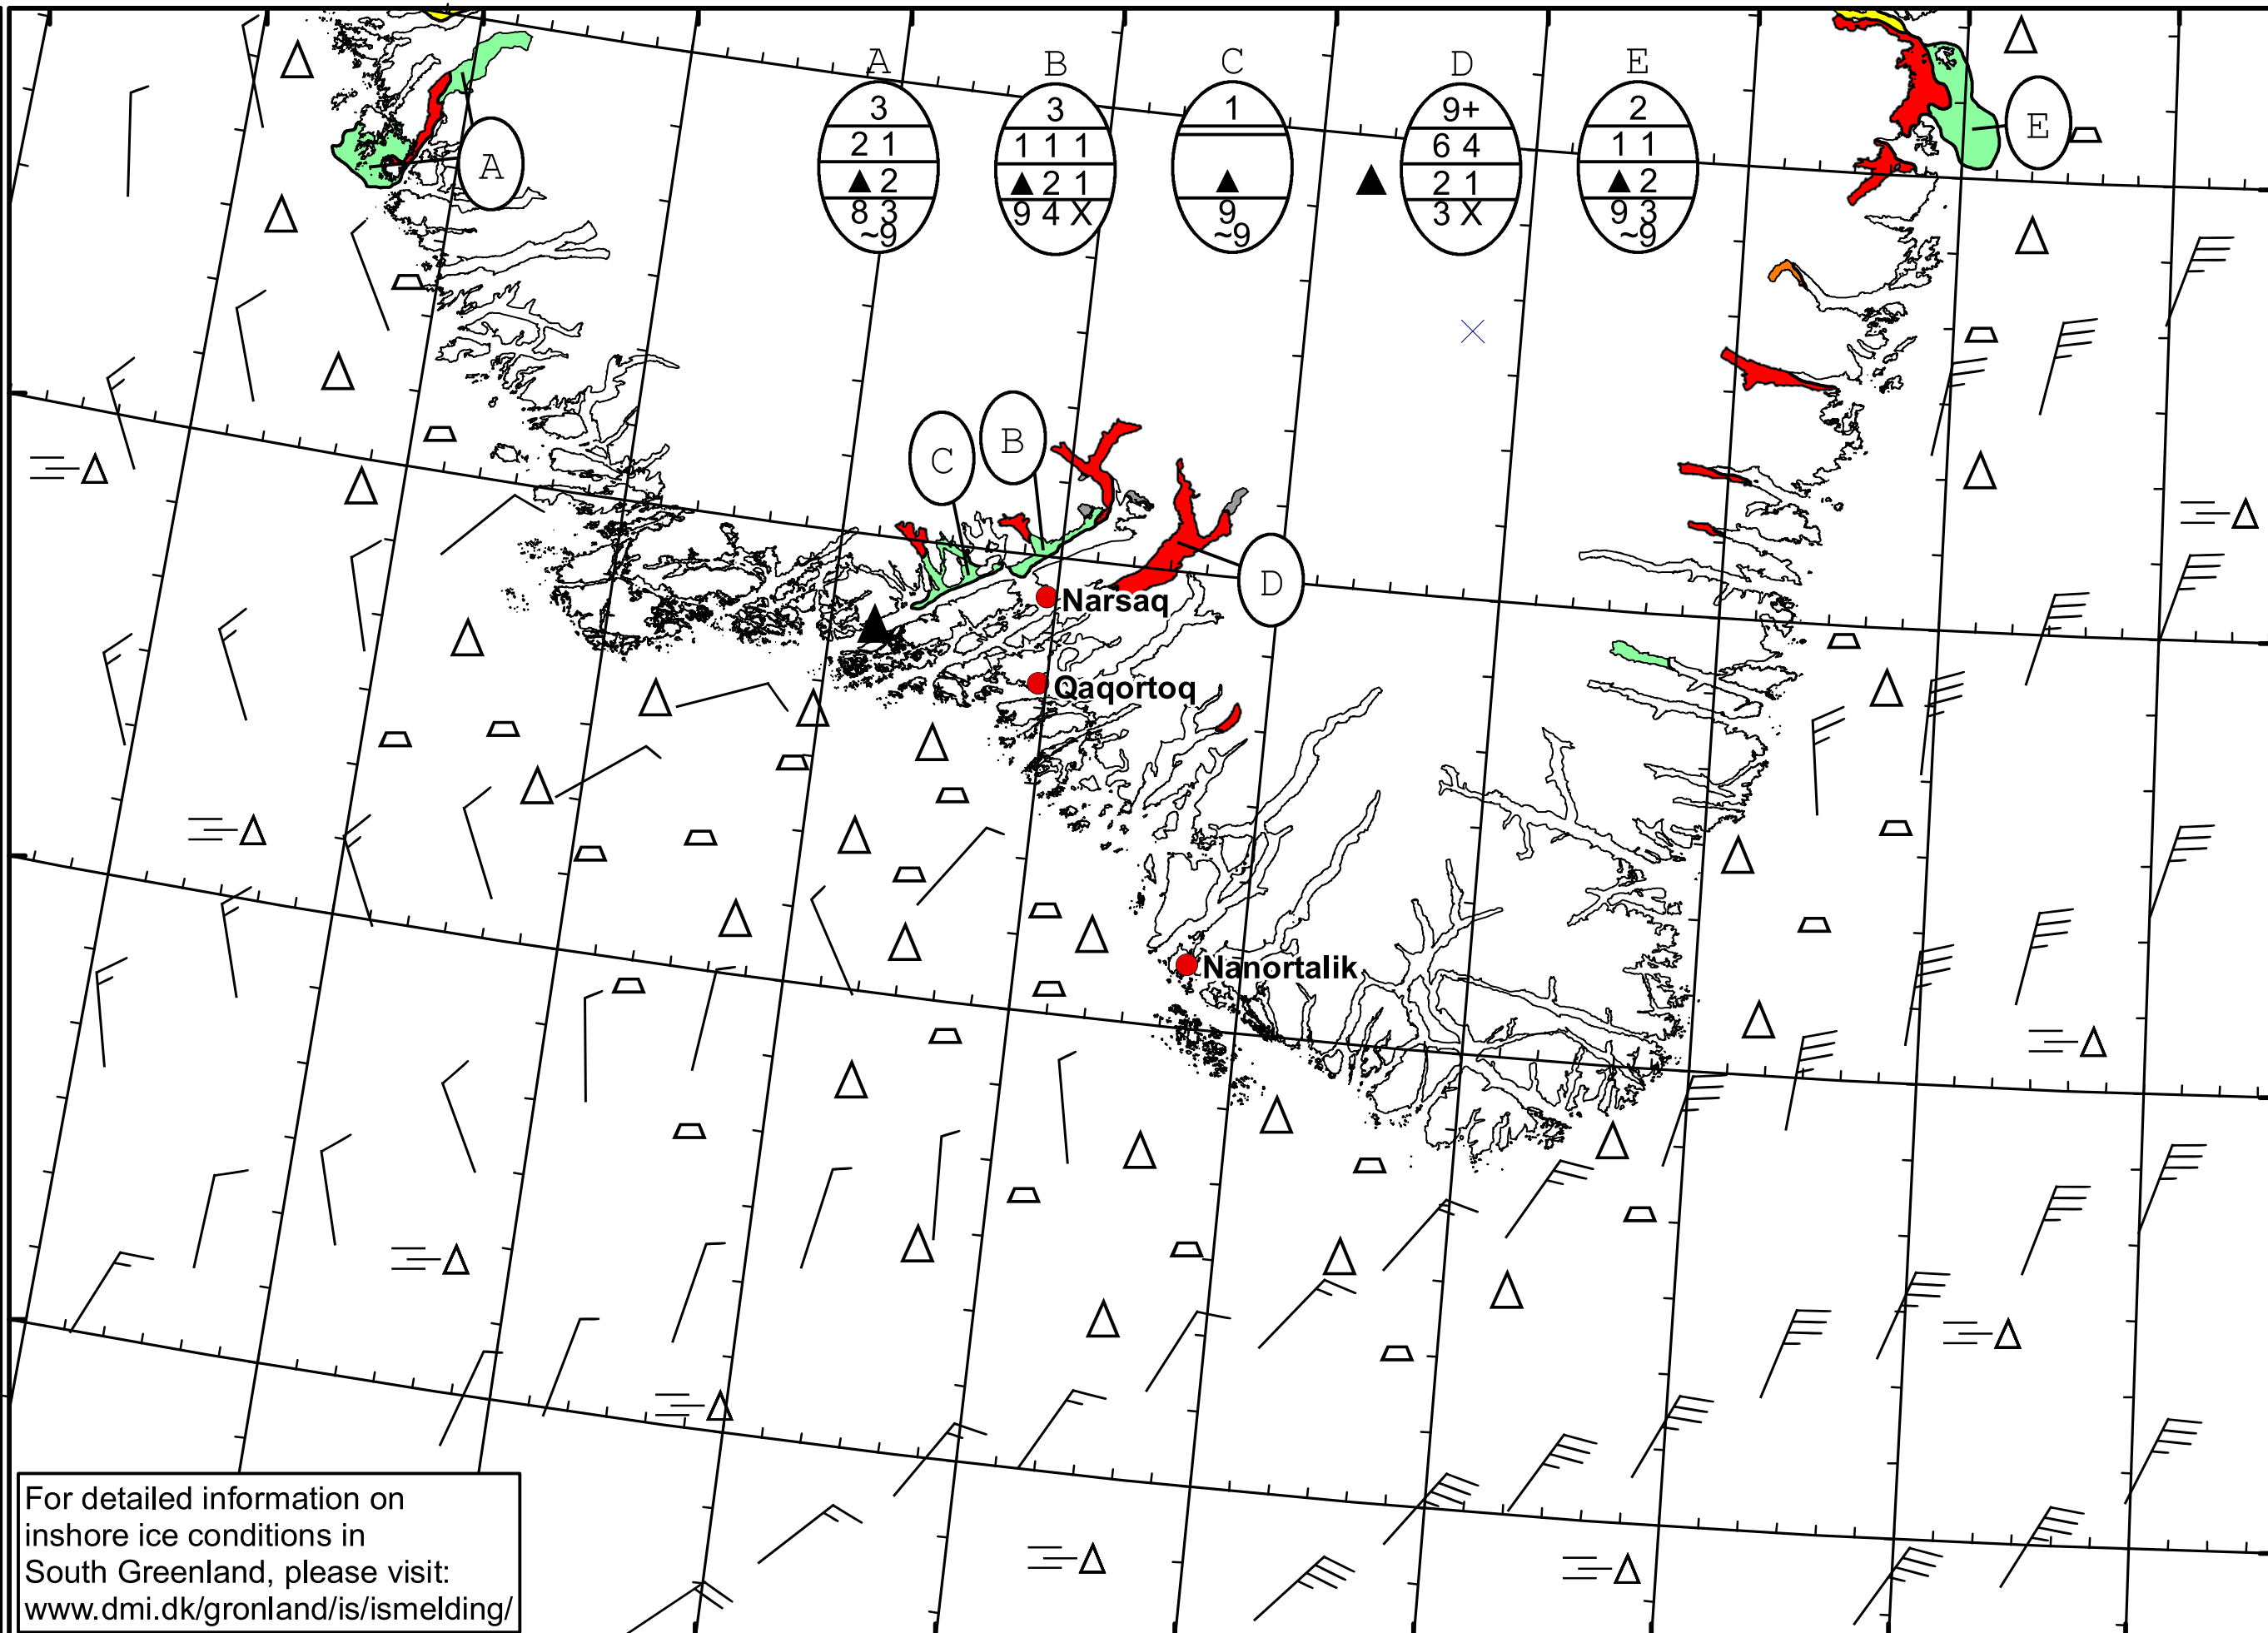 A B C D E
3 3 1 9+ 2
2 1 1 1 1 6 4 1 1
▲ 2 ▲ 2 1 ▲ ▲ 2 1 ▲ 2
8 3 9 4 X 9 3 X 9 3
~9 ~9 ~9
A
E
C
B
D
Narsaq
Qaqortoq
Nanortalik
For detailed information on
inshore ice conditions in
South Greenland, please visit:
www.dmi.dk/gronland/is/ismelding/